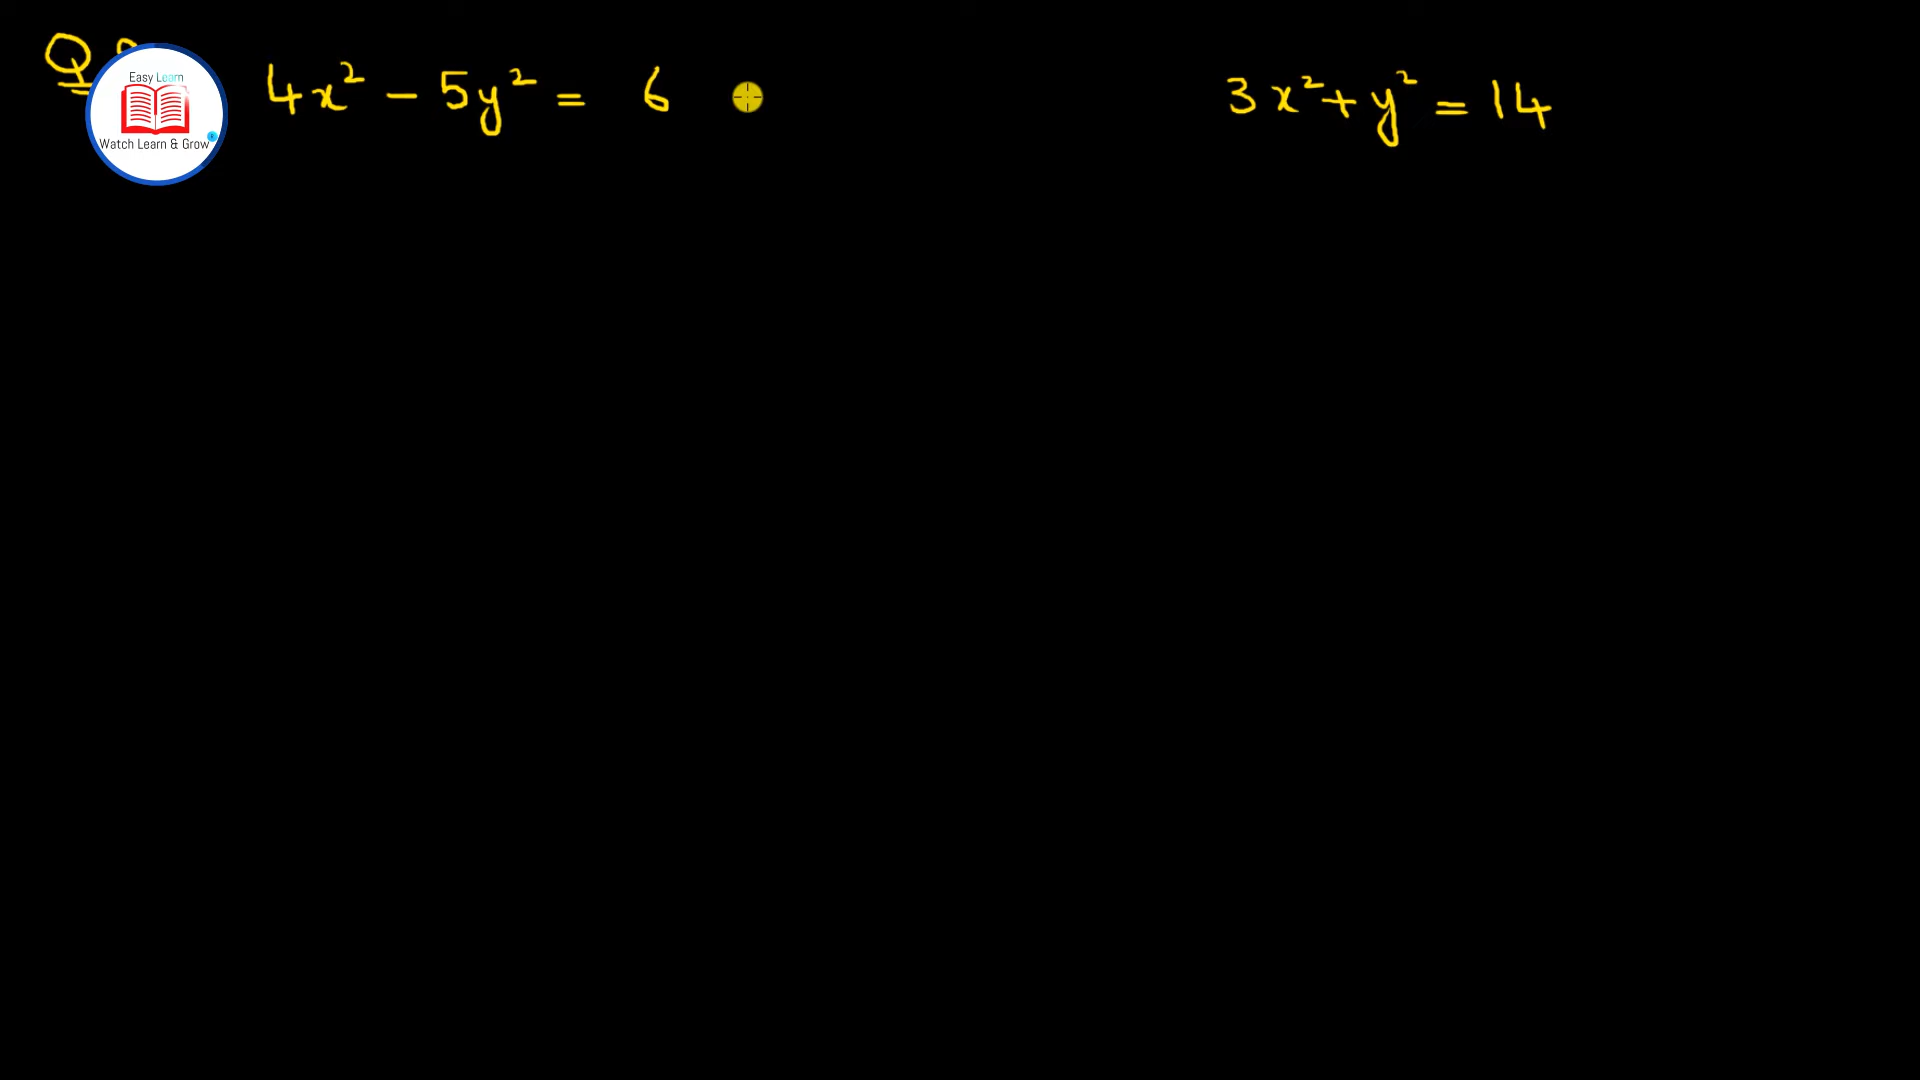 Q
4x² - 5y² = 6    3x² + y² = 14
Easy Learn
Watch Learn & Grow